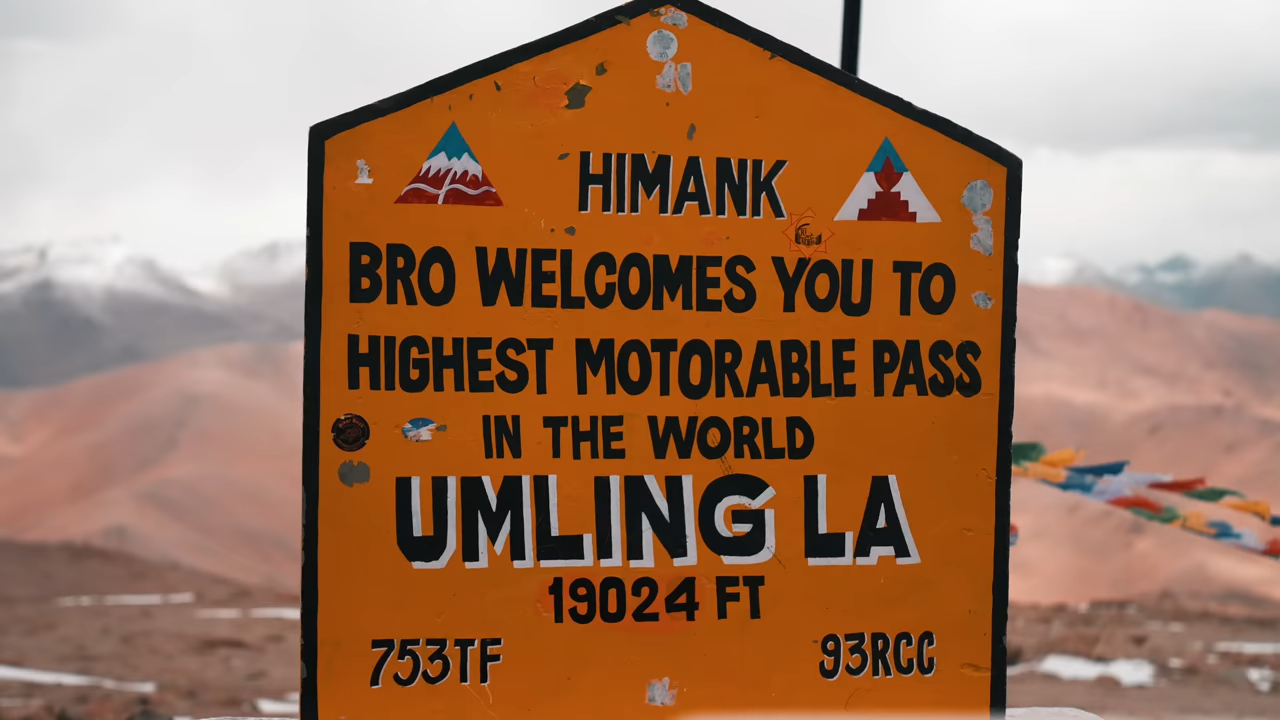 HIMANK
BRO WELCOMES YOU TO
HIGHEST MOTORABLE PASS
IN THE WORLD
UMLING LA
19024 FT
753TF 93RCC